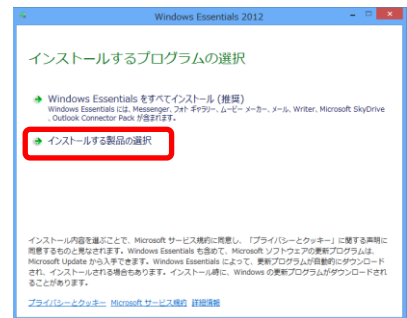 Windows Essentials 2012
インストールするプログラムの選択
Windows Essentials をすべてインストール (推奨)
Windows Essentials には、Messenger、フォト ギャラリー、ムービー メーカー、メール、Writer、Microsoft SkyDrive
、Outlook Connector Pack が含まれます。
インストールする製品の選択
インストール内容を選ぶことで、Microsoft サービス規約に同意し、「プライバシーとクッキー」に関する声明に
同意するものと見なされます。Windows Essentials も含めて、Microsoft ソフトウェアの更新プログラムは、
Microsoft Update から入手できます。Windows Essentials によって、更新プログラムが自動的にダウンロード
され、インストールされる場合もあります。インストール時に、Windows の更新プログラムがダウンロードされ
ることがあります。
プライバシーとクッキー Microsoft サービス規約 詳細情報